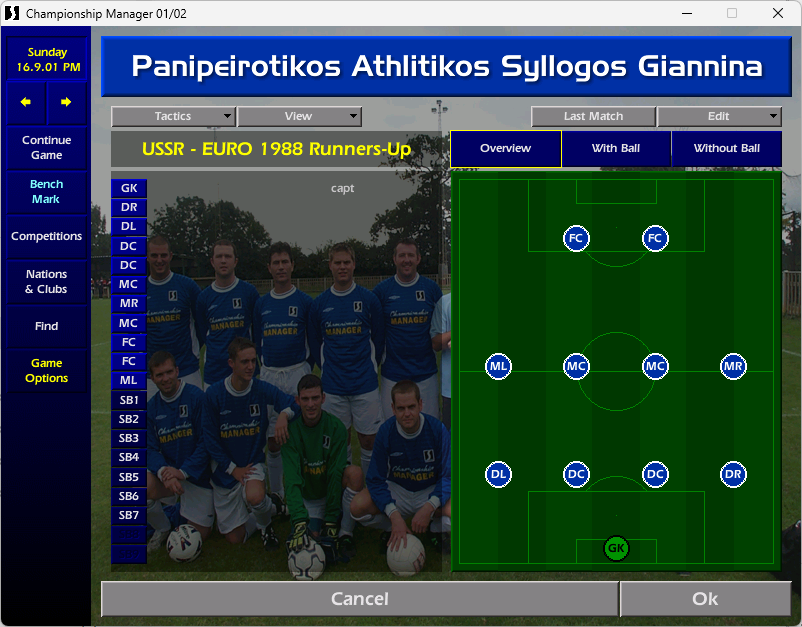 Championship Manager 01/02
Sunday
16.9.01 PM
Continue
Game
Bench
Mark
Competitions
Nations
& Clubs
Find
Game
Options
Panipeirotikos Athlitikos Syllogos Giannina
Tactics View Last Match Edit
USSR - EURO 1988 Runners-Up
Overview With Ball Without Ball
GK capt
DR
DL
DC
DC
MC
MR
MC
FC
FC
ML
SB1
SB2
SB3
SB4
SB5
SB6
SB7
FC FC
ML MC MC MR
DL DC DC DR
GK
Cancel Ok